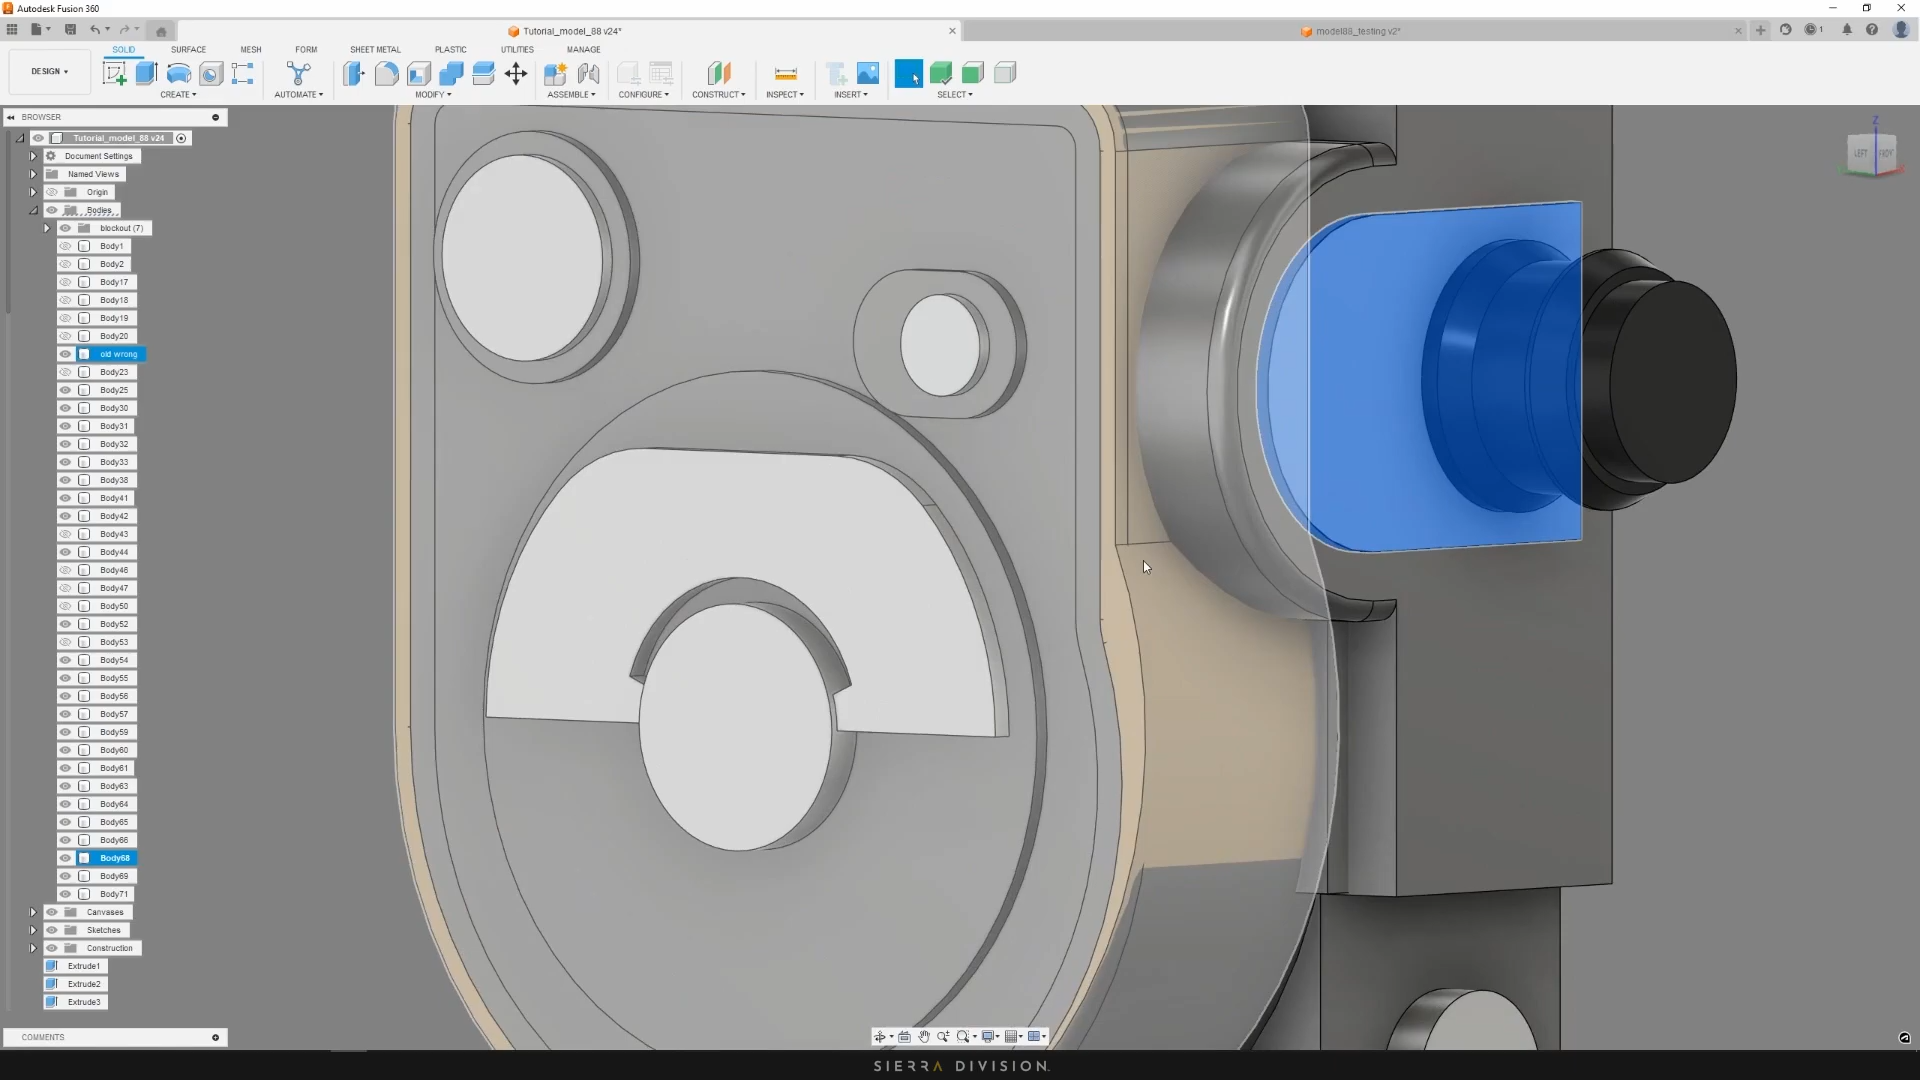 Autodesk Fusion 360
Tutorial_model_88 v24*
model88_testing v2*
1
DESIGN
SOLID
SURFACE
MESH
FORM
SHEET METAL
PLASTIC
UTILITIES
MANAGE
CREATE
AUTOMATE
MODIFY
ASSEMBLE
CONFIGURE
CONSTRUCT
INSPECT
INSERT
SELECT
BROWSER
Tutorial_model_88 v24
Document Settings
Named Views
Origin
Bodies
blockout (7)
Body1
Body2
Body17
Body18
Body19
Body20
old wrong
Body23
Body25
Body30
Body31
Body32
Body33
Body38
Body41
Body42
Body43
Body44
Body46
Body47
Body50
Body52
Body53
Body54
Body55
Body56
Body57
Body59
Body60
Body61
Body63
Body64
Body65
Body66
Body68
Body69
Body71
Canvases
Sketches
Construction
Extrude1
Extrude2
Extrude3
COMMENTS
Z
LEFT
SIERRA DIVISION